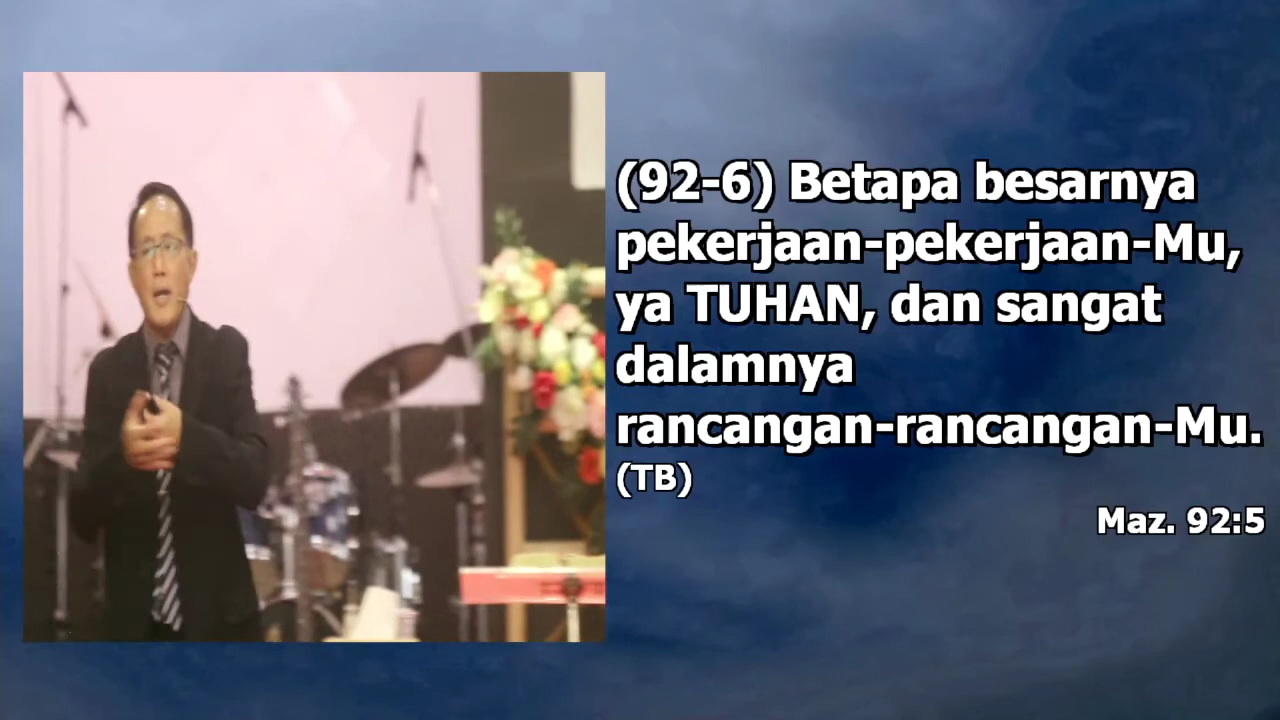 (92-6) Betapa besarnya
pekerjaan-pekerjaan-Mu,
ya TUHAN, dan sangat
dalamnya
rancangan-rancangan-Mu.
(TB)
Maz. 92:5